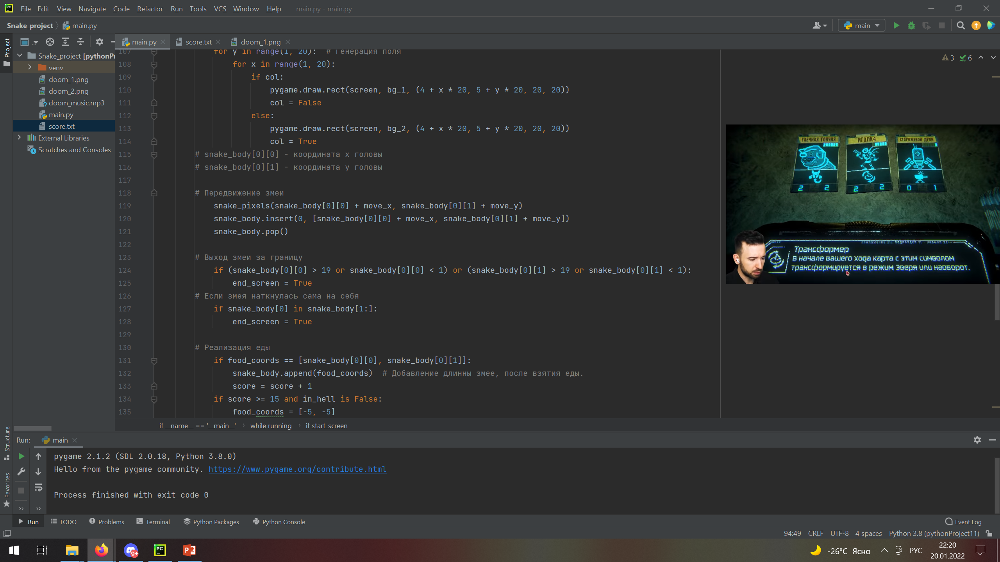 File Edit View Navigate Code Refactor Run Tools VCS Window Help main.py - main.py
Snake_project main.py
main
Project
main.py score.txt doom_1.png
Snake_project [pythonPr
venv
doom_1.png
doom_2.png
doom_music.mp3
main.py
score.txt
External Libraries
Scratches and Consoles
3 6
107 for y in range(1, 20):  # Генерация поля
108 for x in range(1, 20):
109 if col:
110 pygame.draw.rect(screen, bg_1, (4 + x * 20, 5 + y * 20, 20, 20))
111 col = False
112 else:
113 pygame.draw.rect(screen, bg_2, (4 + x * 20, 5 + y * 20, 20, 20))
114 col = True
115 # snake_body[0][0] - координата x головы
116 # snake_body[0][1] - координата y головы
117
118 # Передвижение змеи
119 snake_pixels(snake_body[0][0] + move_x, snake_body[0][1] + move_y)
120 snake_body.insert(0, [snake_body[0][0] + move_x, snake_body[0][1] + move_y])
121 snake_body.pop()
122
123 # Выход змеи за границу
124 if (snake_body[0][0] > 19 or snake_body[0][0] < 1) or (snake_body[0][1] > 19 or snake_body[0][1] < 1):
125 end_screen = True
126 # Если змея наткнулась сама на себя
127 if snake_body[0] in snake_body[1:]:
128 end_screen = True
129
130 # Реализация еды
131 if food_coords == [snake_body[0][0], snake_body[0][1]]:
132 snake_body.append(food_coords)  # Добавление длинны змее, после взятия еды.
133 score = score + 1
134 if score >= 15 and in_hell is False:
135 food_coords = [-5, -5]
ГАЕЧНАЯ ГОНЧАЯ ИГОЛК4 СТОРОЖЕВОЙ ДРОН
2 2 2 2 0 1
Трансформер
В начале вашего хода карта с этим символом
трансформируется в режим Зверя или наоборот.
if __name__ == '__main__' while running if start_screen
Structure
Favorites
Run: main
pygame 2.1.2 (SDL 2.0.18, Python 3.8.0)
Hello from the pygame community. https://www.pygame.org/contribute.html
Process finished with exit code 0
Run TODO Problems Terminal Python Packages Python Console Event Log
94:49 CRLF UTF-8 4 spaces Python 3.8 (pythonProject11)
9+ PC P
-26°C Ясно РУС 22:20
20.01.2022